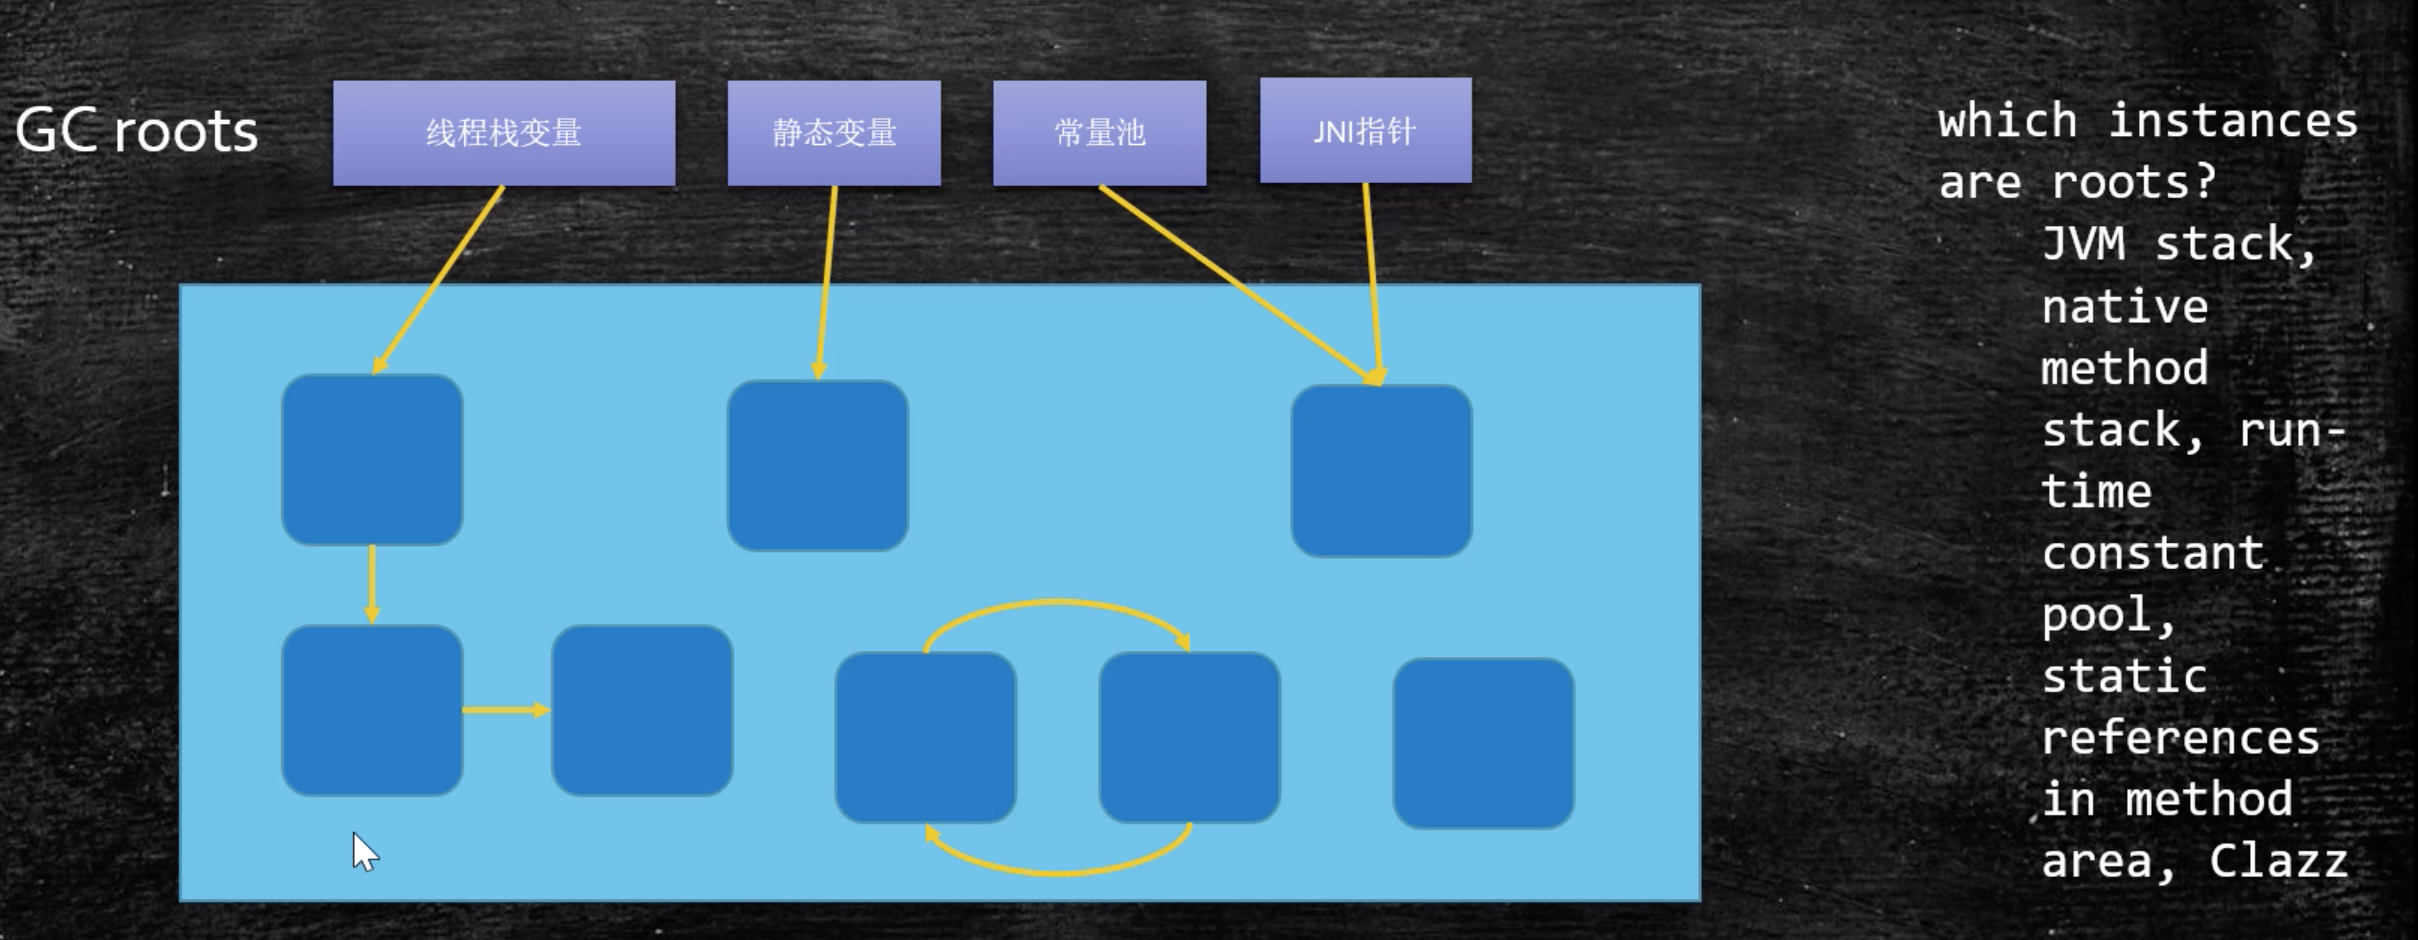 GC roots
线程栈变量
静态变量
常量池
JNI指针
which instances
are roots?
JVM stack,
native
method
stack, run-
time
constant
pool,
static
references
in method
area, Clazz